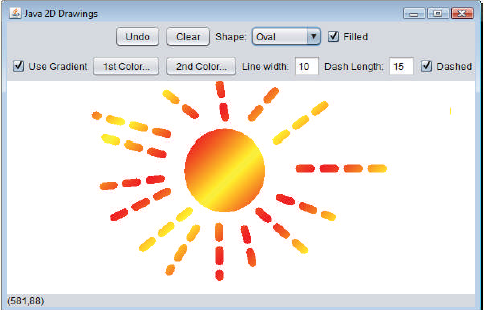 Java 2D Drawings
Undo Clear Shape: Oval Filled
Use Gradient 1st Color... 2nd Color... Line width: 10 Dash Length: 15 Dashed
(581,88)